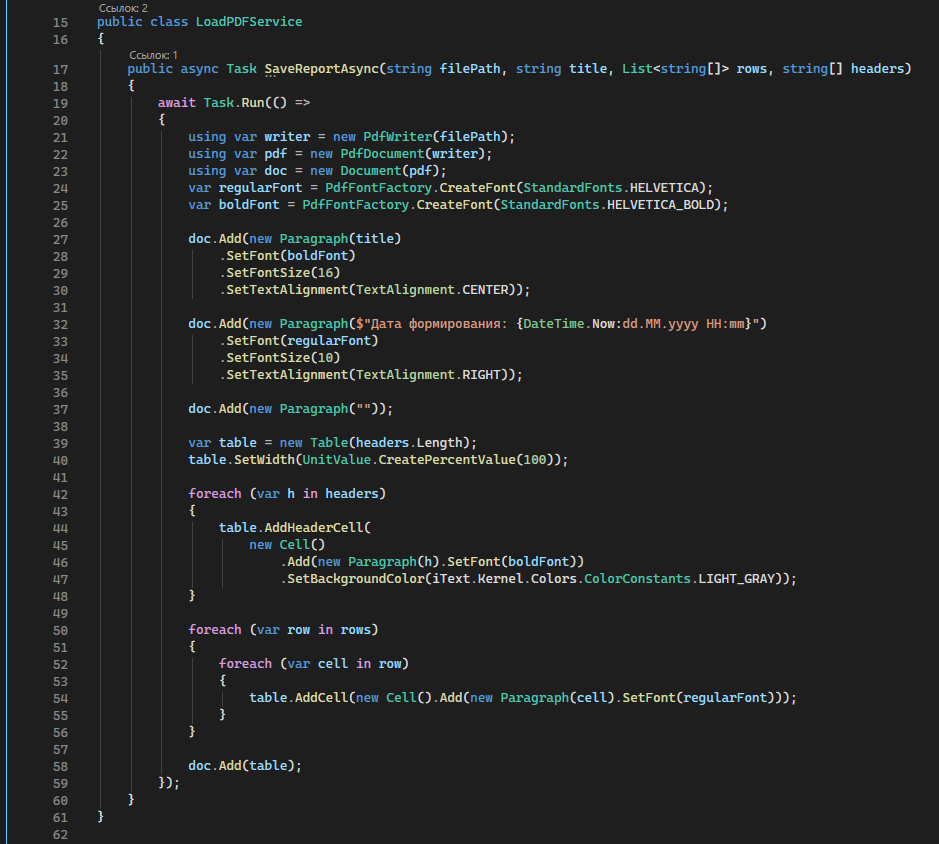 Ссылок: 2
15 public class LoadPDFService
16 {
Ссылок: 1
17 public async Task SaveReportAsync(string filePath, string title, List<string[]> rows, string[] headers)
18 {
19 await Task.Run(() =>
20 {
21 using var writer = new PdfWriter(filePath);
22 using var pdf = new PdfDocument(writer);
23 using var doc = new Document(pdf);
24 var regularFont = PdfFontFactory.CreateFont(StandardFonts.HELVETICA);
25 var boldFont = PdfFontFactory.CreateFont(StandardFonts.HELVETICA_BOLD);
26
27 doc.Add(new Paragraph(title)
28 .SetFont(boldFont)
29 .SetFontSize(16)
30 .SetTextAlignment(TextAlignment.CENTER));
31
32 doc.Add(new Paragraph($"Дата формирования: {DateTime.Now:dd.MM.yyyy HH:mm}")
33 .SetFont(regularFont)
34 .SetFontSize(10)
35 .SetTextAlignment(TextAlignment.RIGHT));
36
37 doc.Add(new Paragraph(""));
38
39 var table = new Table(headers.Length);
40 table.SetWidth(UnitValue.CreatePercentValue(100));
41
42 foreach (var h in headers)
43 {
44 table.AddHeaderCell(
45 new Cell()
46 .Add(new Paragraph(h).SetFont(boldFont))
47 .SetBackgroundColor(iText.Kernel.Colors.ColorConstants.LIGHT_GRAY));
48 }
49
50 foreach (var row in rows)
51 {
52 foreach (var cell in row)
53 {
54 table.AddCell(new Cell().Add(new Paragraph(cell).SetFont(regularFont)));
55 }
56 }
57
58 doc.Add(table);
59 });
60 }
61 }
62